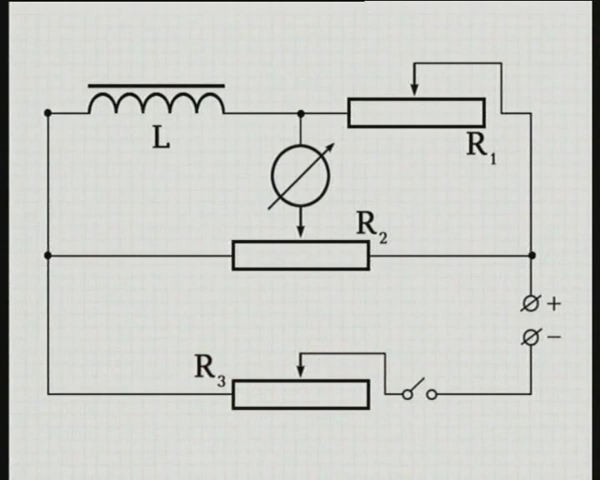 L
R₁
R₂
+
−
R₃